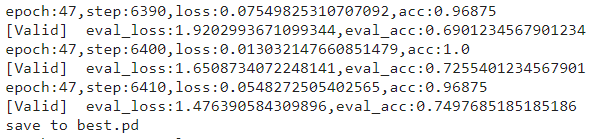 epoch:47,step:6390,loss:0.07549825310707092,acc:0.96875
[Valid]  eval_loss:1.9202993671099344,eval_acc:0.6901234567901234
epoch:47,step:6400,loss:0.013032147660851479,acc:1.0
[Valid]  eval_loss:1.6508734072248141,eval_acc:0.7255401234567901
epoch:47,step:6410,loss:0.0548272505402565,acc:0.96875
[Valid]  eval_loss:1.476390584309896,eval_acc:0.7497685185185186
save to best.pd